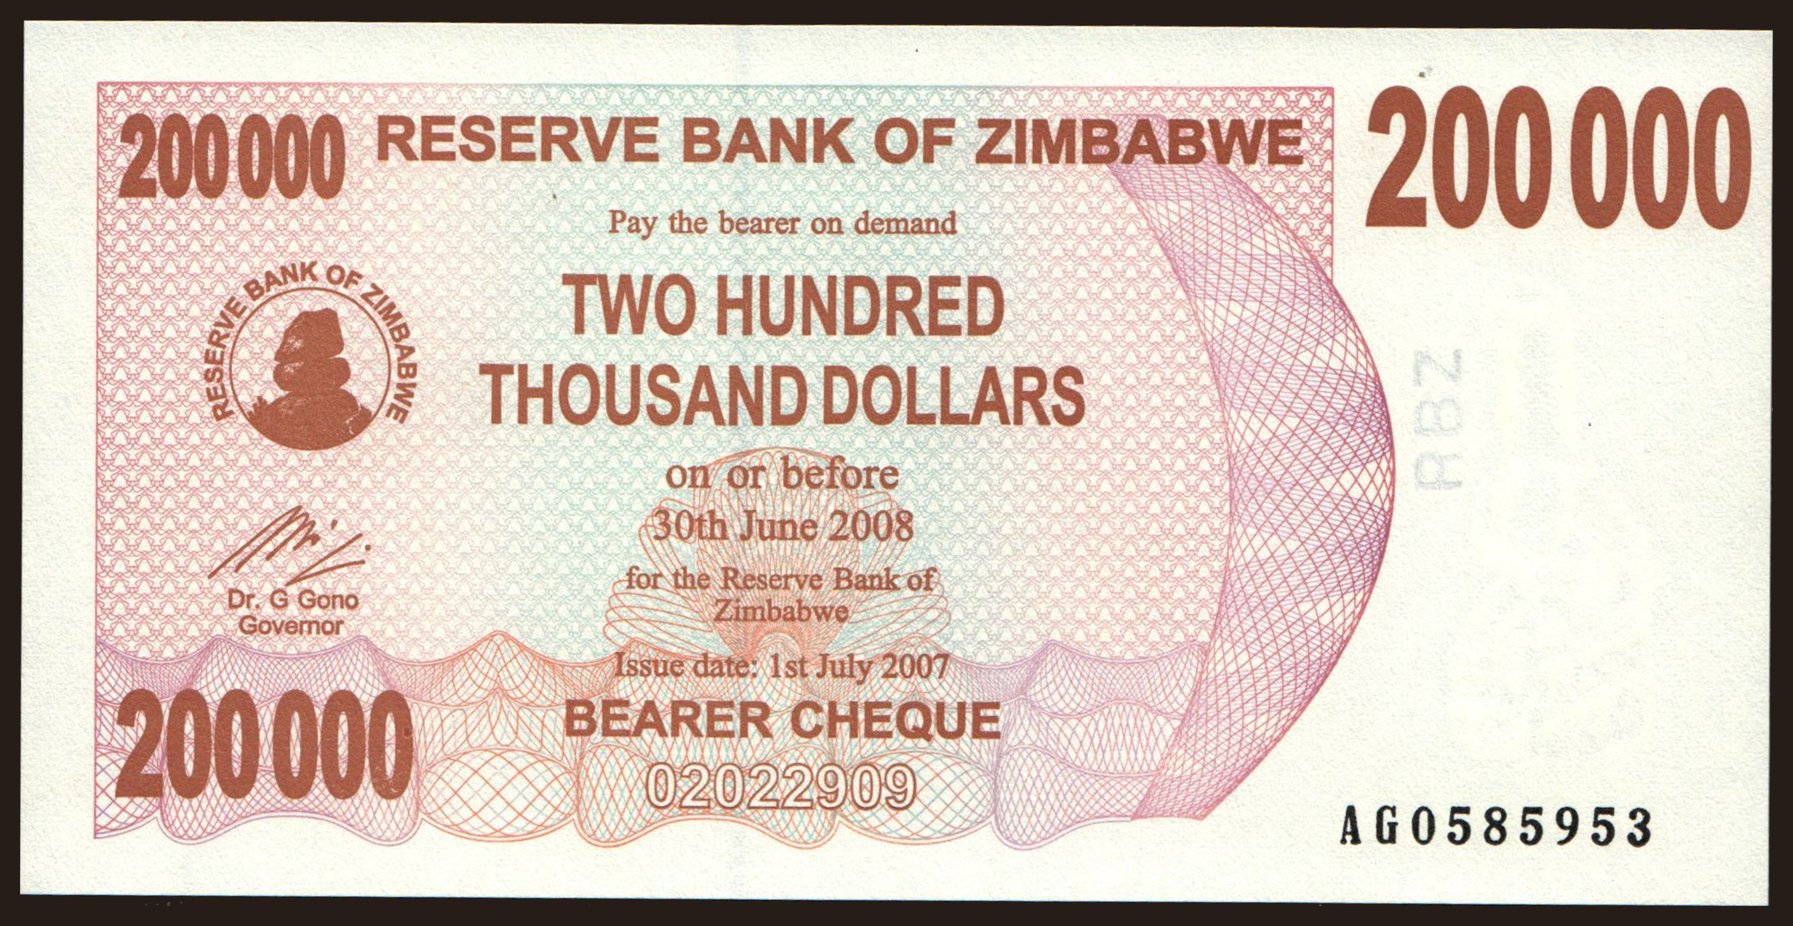 200 000 RESERVE BANK OF ZIMBABWE 200 000
Pay the bearer on demand
TWO HUNDRED
THOUSAND DOLLARS
RESERVE BANK OF ZIMBABWE
RBZ
on or before
30th June 2008
for the Reserve Bank of
Zimbabwe
Dr. G Gono
Governor
Issue date: 1st July 2007
200 000
BEARER CHEQUE
02022909
AG0585953